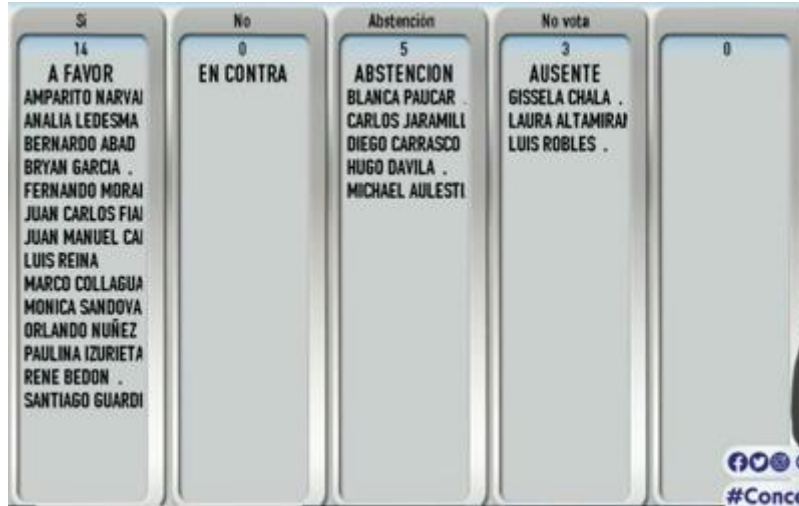 Si
14
A FAVOR
AMPARITO NARVAI
ANALIA LEDESMA
BERNARDO ABAD
BRYAN GARCIA .
FERNANDO MORAI
JUAN CARLOS FIAI
JUAN MANUEL CAI
LUIS REINA
MARCO COLLAGUA
MONICA SANDOVA
ORLANDO NUÑEZ
PAULINA IZURIETA
RENE BEDON .
SANTIAGO GUARDI
No
0
EN CONTRA
Abstención
5
ABSTENCION
BLANCA PAUCAR .
CARLOS JARAMILL
DIEGO CARRASCO
HUGO DAVILA .
MICHAEL AULESTI
No vota
3
AUSENTE
GISSELA CHALA .
LAURA ALTAMIRAN
LUIS ROBLES .
0
#Conce